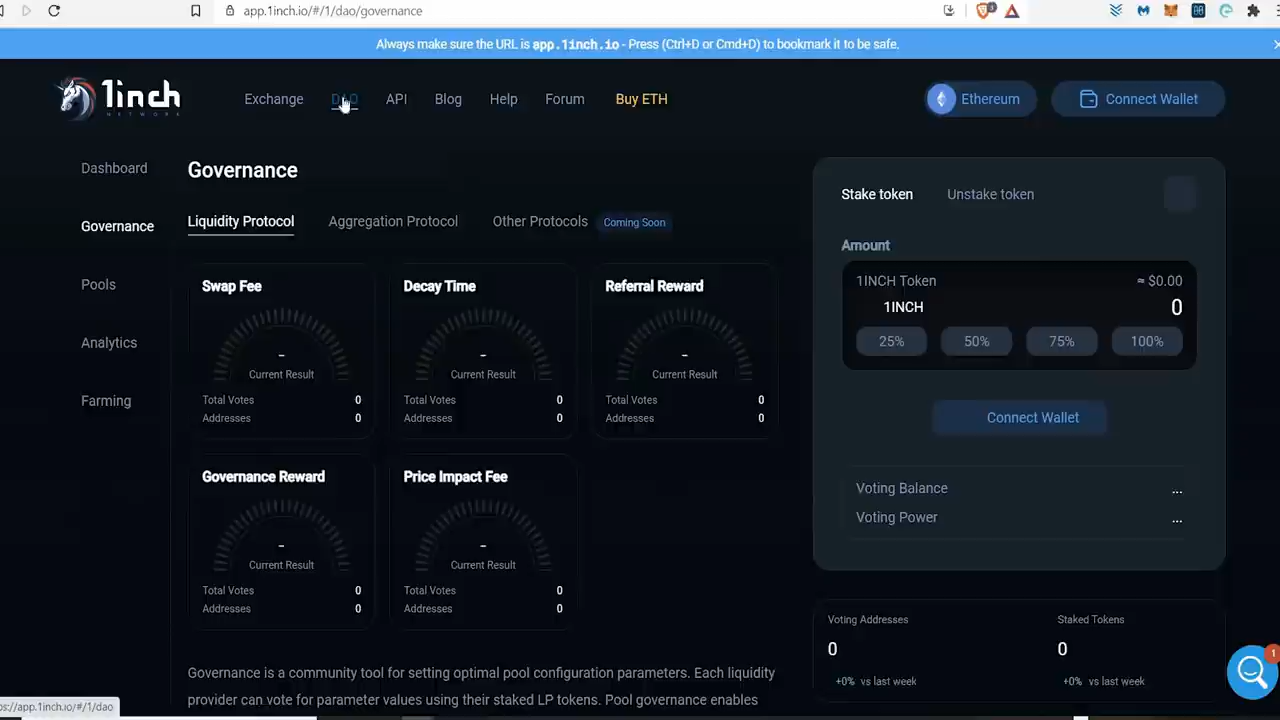 app.1inch.io/#/1/dao/governance
Always make sure the URL is app.1inch.io - Press (Ctrl+D or Cmd+D) to bookmark it to be safe.
1inch
NETWORK
Exchange
DAO
API
Blog
Help
Forum
Buy ETH
Ethereum
Connect Wallet
Dashboard
Governance
Pools
Analytics
Farming
Governance
Liquidity Protocol
Aggregation Protocol
Other Protocols
Coming Soon
Swap Fee
-
Current Result
Total Votes 0
Addresses 0
Decay Time
-
Current Result
Total Votes 0
Addresses 0
Referral Reward
-
Current Result
Total Votes 0
Addresses 0
Governance Reward
-
Current Result
Total Votes 0
Addresses 0
Price Impact Fee
-
Current Result
Total Votes 0
Addresses 0
Governance is a community tool for setting optimal pool configuration parameters. Each liquidity
provider can vote for parameter values using their staked LP tokens. Pool governance enables
Stake token
Unstake token
Amount
1INCH Token ≈ $0.00
1INCH 0
25%
50%
75%
100%
Connect Wallet
Voting Balance ...
Voting Power ...
Voting Addresses
0
+0% vs last week
Staked Tokens
0
+0% vs last week
1
ps://app.1inch.io/#/1/dao